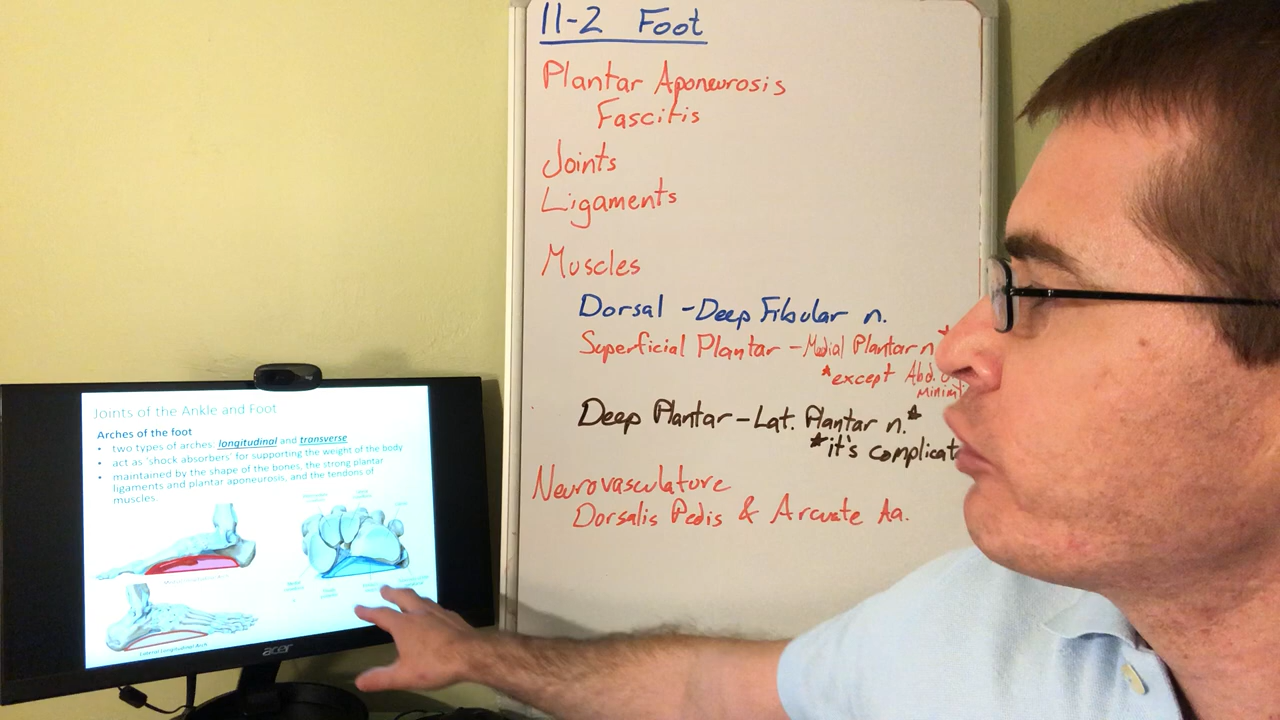 11-2 Foot
Plantar Aponeurosis
Fascitis
Joints
Ligaments
Muscles
Dorsal - Deep Fibular n.
Superficial Plantar - Medial Plantar n.*
*except Abd.
minimi
Deep Plantar - Lat. Plantar n.*
*it's complicat
Neurovasculature
Dorsalis Pedis & Arcuate Aa.
Joints of the Ankle and Foot
Arches of the foot
• two types of arches: longitudinal and transverse
• act as 'shock absorbers' for supporting the weight of the body
• maintained by the shape of the bones, the strong plantar
ligaments and plantar aponeurosis, and the tendons of
muscles.
Longitudinal Arch
acer